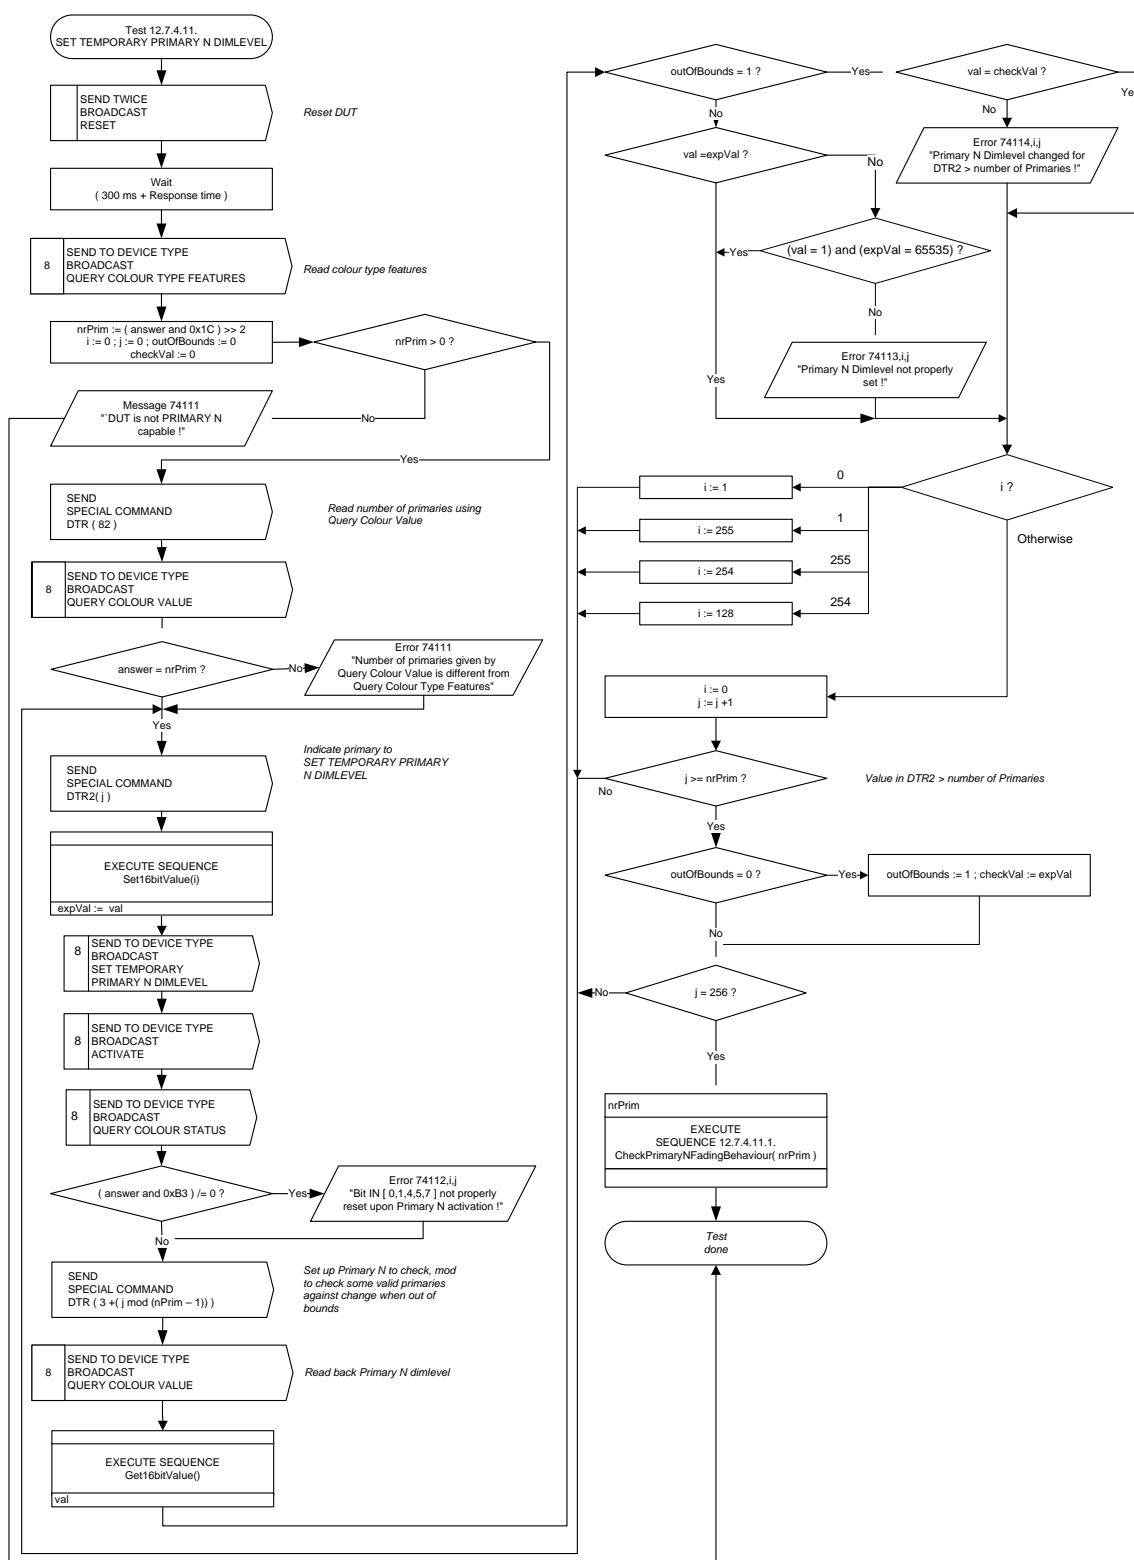 Test 12.7.4.11.
SET TEMPORARY PRIMARY N DIMLEVEL
SEND TWICE
BROADCAST
RESET
Reset DUT
Wait
( 300 ms + Response time )
8
SEND TO DEVICE TYPE
BROADCAST
QUERY COLOUR TYPE FEATURES
Read colour type features
nrPrim := ( answer and 0x1C ) >> 2
i := 0 ; j := 0 ; outOfBounds := 0
checkVal := 0
nrPrim > 0 ?
No
Message 74111
"`DUT is not PRIMARY N
capable !"
Yes
SEND
SPECIAL COMMAND
DTR ( 82 )
Read number of primaries using
Query Colour Value
8
SEND TO DEVICE TYPE
BROADCAST
QUERY COLOUR VALUE
answer = nrPrim ?
No
Error 74111
"Number of primaries given by
Query Colour Value is different from
Query Colour Type Features"
Yes
SEND
SPECIAL COMMAND
DTR2( j )
Indicate primary to
SET TEMPORARY PRIMARY
N DIMLEVEL
EXECUTE SEQUENCE
Set16bitValue(i)
expVal := val
8
SEND TO DEVICE TYPE
BROADCAST
SET TEMPORARY
PRIMARY N DIMLEVEL
8
SEND TO DEVICE TYPE
BROADCAST
ACTIVATE
8
SEND TO DEVICE TYPE
BROADCAST
QUERY COLOUR STATUS
( answer and 0xB3 ) /= 0 ?
Yes
Error 74112,i,j
"Bit IN [ 0,1,4,5,7 ] not properly
reset upon Primary N activation !"
No
SEND
SPECIAL COMMAND
DTR ( 3 +( j mod (nPrim – 1)) )
Set up Primary N to check, mod
to check some valid primaries
against change when out of
bounds
8
SEND TO DEVICE TYPE
BROADCAST
QUERY COLOUR VALUE
Read back Primary N dimlevel
EXECUTE SEQUENCE
Get16bitValue()
val
outOfBounds = 1 ?
Yes
val = checkVal ?
Ye
No
No
Error 74114,i,j
"Primary N Dimlevel changed for
DTR2 > number of Primaries !"
val =expVal ?
No
(val = 1) and (expVal = 65535) ?
Yes
No
Error 74113,i,j
"Primary N Dimlevel not properly
set !"
Yes
i ?
0
i := 1
1
i := 255
255
i := 254
254
i := 128
Otherwise
i := 0
j := j +1
j >= nrPrim ?
No
Value in DTR2 > number of Primaries
Yes
outOfBounds = 0 ?
Yes
outOfBounds := 1 ; checkVal := expVal
No
j = 256 ?
No
Yes
nrPrim
EXECUTE
SEQUENCE 12.7.4.11.1.
CheckPrimaryNFadingBehaviour( nrPrim )
Test
done